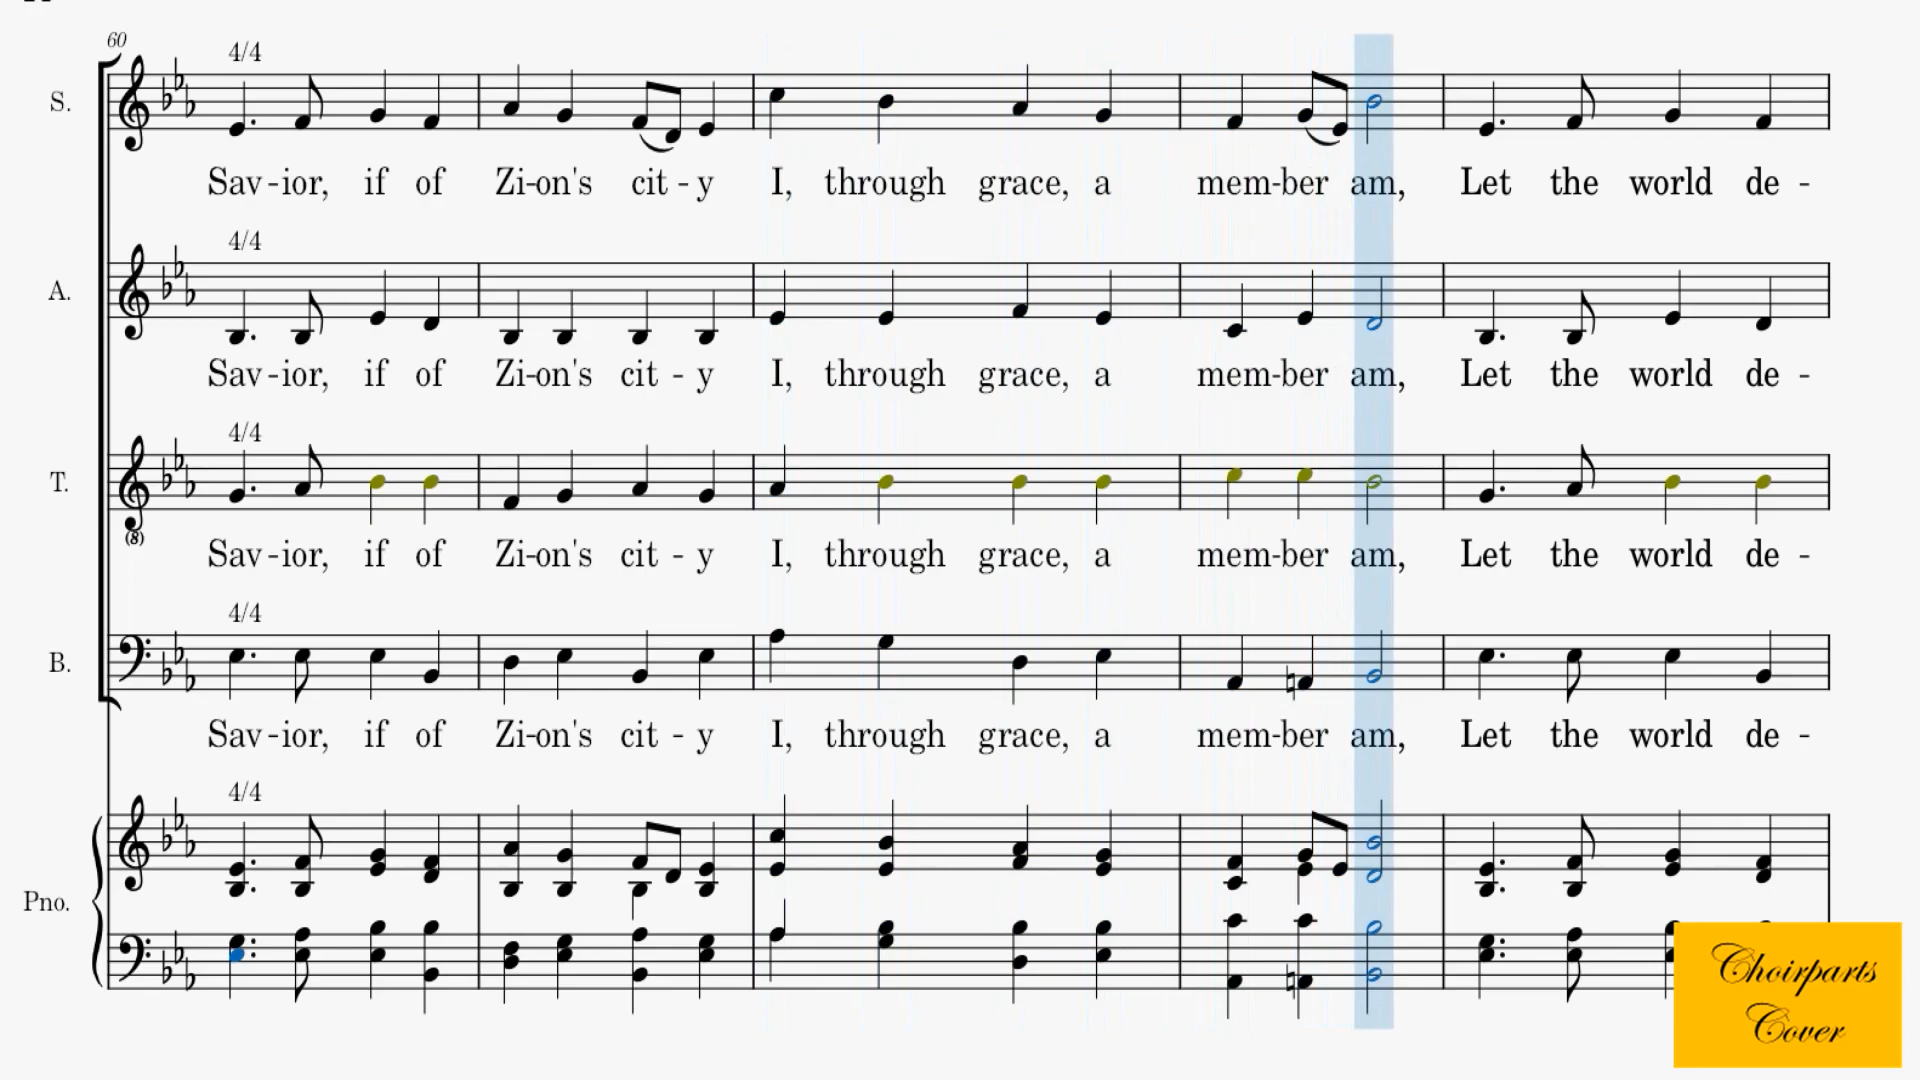 60
4/4
S.
Sav-ior, if of Zi-on's cit - y I, through grace, a mem-ber am, Let the world de -
4/4
A.
Sav-ior, if of Zi-on's cit - y I, through grace, a mem-ber am, Let the world de -
4/4
T.
(8)
Sav-ior, if of Zi-on's cit - y I, through grace, a mem-ber am, Let the world de -
4/4
B.
Sav-ior, if of Zi-on's cit - y I, through grace, a mem-ber am, Let the world de -
4/4
Pno.
Choirparts
Cover